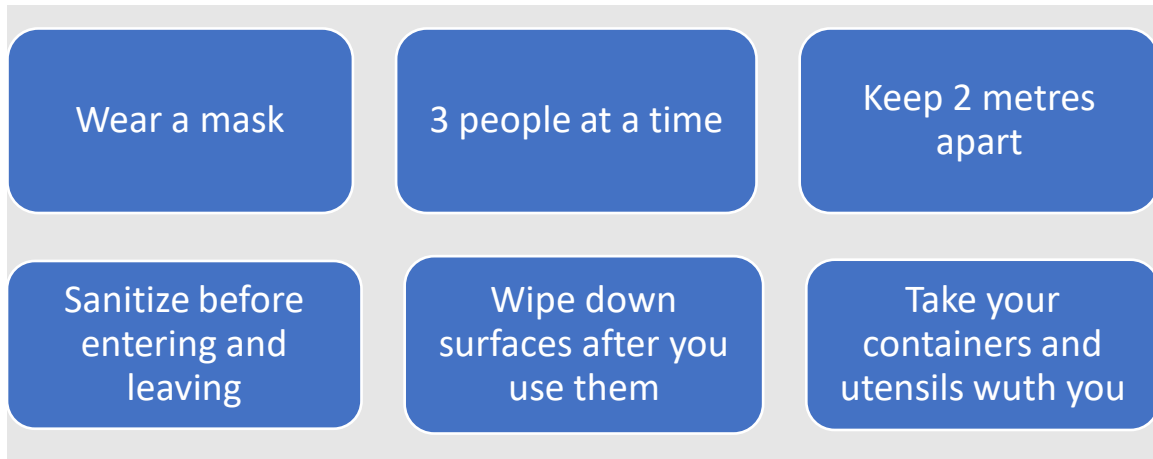 Wear a mask
3 people at a time
Keep 2 metres
apart
Sanitize before
entering and
leaving
Wipe down
surfaces after you
use them
Take your
containers and
utensils wuth you